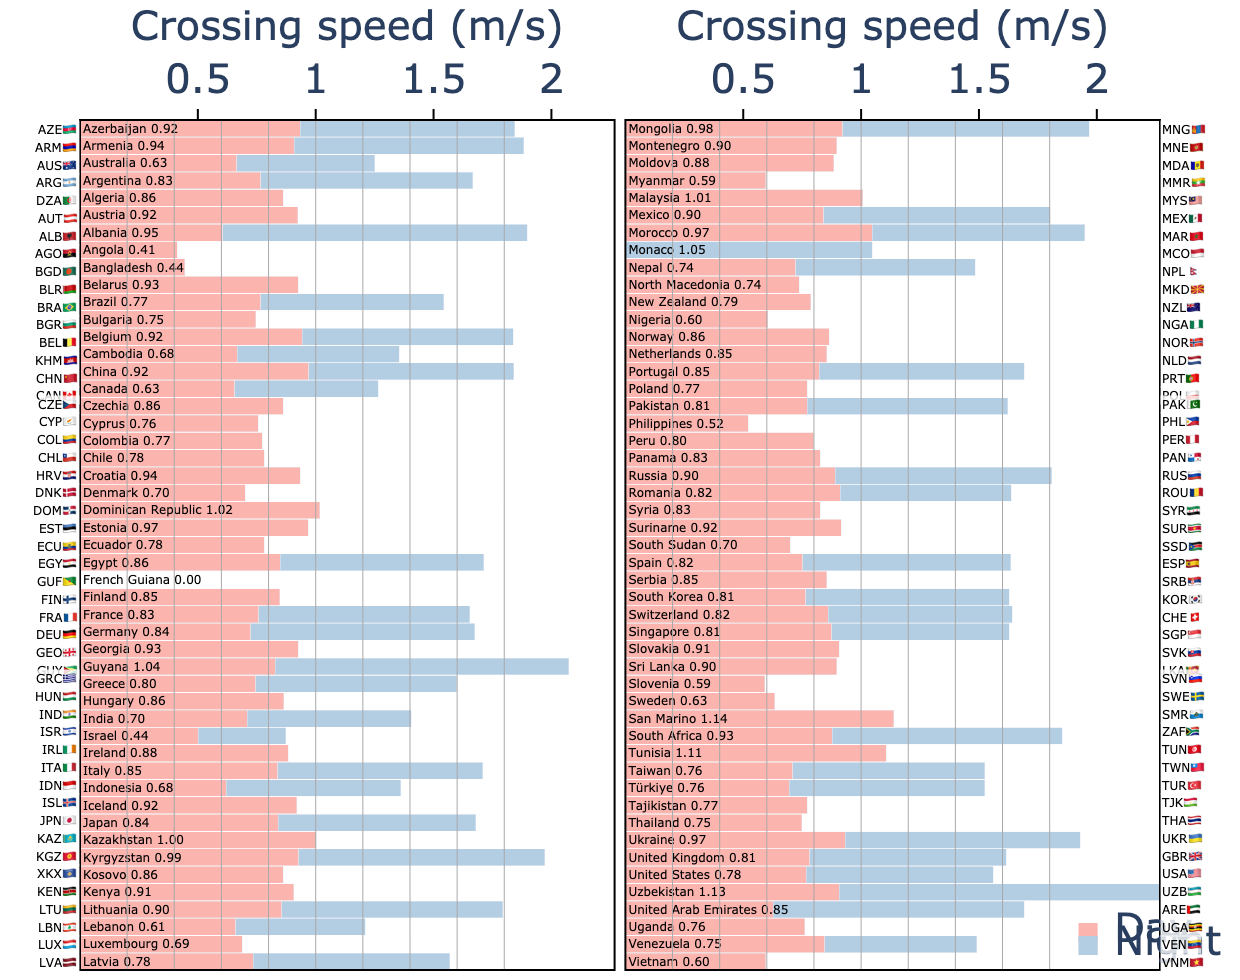 Crossing speed (m/s)
0.5 1 1.5 2
AZE Azerbaijan 0.92
ARM Armenia 0.94
AUS Australia 0.63
ARG Argentina 0.83
DZA Algeria 0.86
AUT Austria 0.92
ALB Albania 0.95
AGO Angola 0.41
BGD Bangladesh 0.44
BLR Belarus 0.93
BRA Brazil 0.77
BGR Bulgaria 0.75
BEL Belgium 0.92
KHM Cambodia 0.68
CHN China 0.92
CAN Canada 0.63
CZE Czechia 0.86
CYP Cyprus 0.76
COL Colombia 0.77
CHL Chile 0.78
HRV Croatia 0.94
DNK Denmark 0.70
DOM Dominican Republic 1.02
EST Estonia 0.97
ECU Ecuador 0.78
EGY Egypt 0.86
GUF French Guiana 0.00
FIN Finland 0.85
FRA France 0.83
DEU Germany 0.84
GEO Georgia 0.93
GUY Guyana 1.04
GRC Greece 0.80
HUN Hungary 0.86
IND India 0.70
ISR Israel 0.44
IRL Ireland 0.88
ITA Italy 0.85
IDN Indonesia 0.68
ISL Iceland 0.92
JPN Japan 0.84
KAZ Kazakhstan 1.00
KGZ Kyrgyzstan 0.99
XKX Kosovo 0.86
KEN Kenya 0.91
LTU Lithuania 0.90
LBN Lebanon 0.61
LUX Luxembourg 0.69
LVA Latvia 0.78
Crossing speed (m/s)
0.5 1 1.5 2
Mongolia 0.98 MNG
Montenegro 0.90 MNE
Moldova 0.88 MDA
Myanmar 0.59 MMR
Malaysia 1.01 MYS
Mexico 0.90 MEX
Morocco 0.97 MAR
Monaco 1.05 MCO
Nepal 0.74 NPL
North Macedonia 0.74 MKD
New Zealand 0.79 NZL
Nigeria 0.60 NGA
Norway 0.86 NOR
Netherlands 0.85 NLD
Portugal 0.85 PRT
Poland 0.77 POL
Pakistan 0.81 PAK
Philippines 0.52 PHL
Peru 0.80 PER
Panama 0.83 PAN
Russia 0.90 RUS
Romania 0.82 ROU
Syria 0.83 SYR
Suriname 0.92 SUR
South Sudan 0.70 SSD
Spain 0.82 ESP
Serbia 0.85 SRB
South Korea 0.81 KOR
Switzerland 0.82 CHE
Singapore 0.81 SGP
Slovakia 0.91 SVK
Sri Lanka 0.90 LKA
Slovenia 0.59 SVN
Sweden 0.63 SWE
San Marino 1.14 SMR
South Africa 0.93 ZAF
Tunisia 1.11 TUN
Taiwan 0.76 TWN
Türkiye 0.76 TUR
Tajikistan 0.77 TJK
Thailand 0.75 THA
Ukraine 0.97 UKR
United Kingdom 0.81 GBR
United States 0.78 USA
Uzbekistan 1.13 UZB
United Arab Emirates 0.85 ARE
Uganda 0.76 UGA
Venezuela 0.75 VEN
Vietnam 0.60 VNM
Day
Night